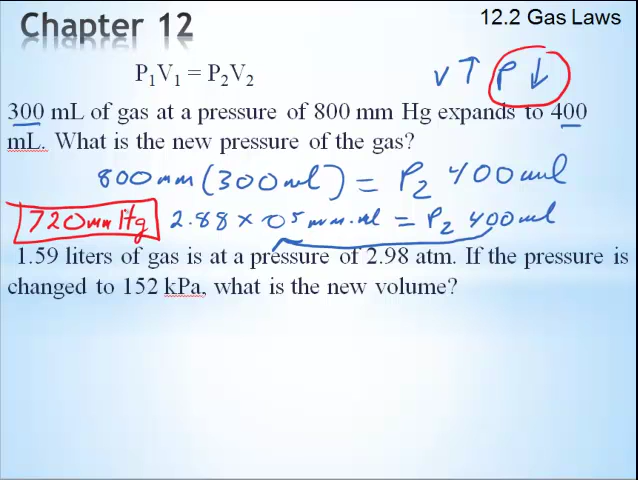 Chapter 12
12.2 Gas Laws
P₁V₁ = P₂V₂
V ↑ P ↓
300 mL of gas at a pressure of 800 mm Hg expands to 400
mL. What is the new pressure of the gas?
800mm (300ml) = P₂ 400ml
720mm Hg 2.88 × 05 mm·ml = P₂ 400ml
1.59 liters of gas is at a pressure of 2.98 atm. If the pressure is
changed to 152 kPa, what is the new volume?